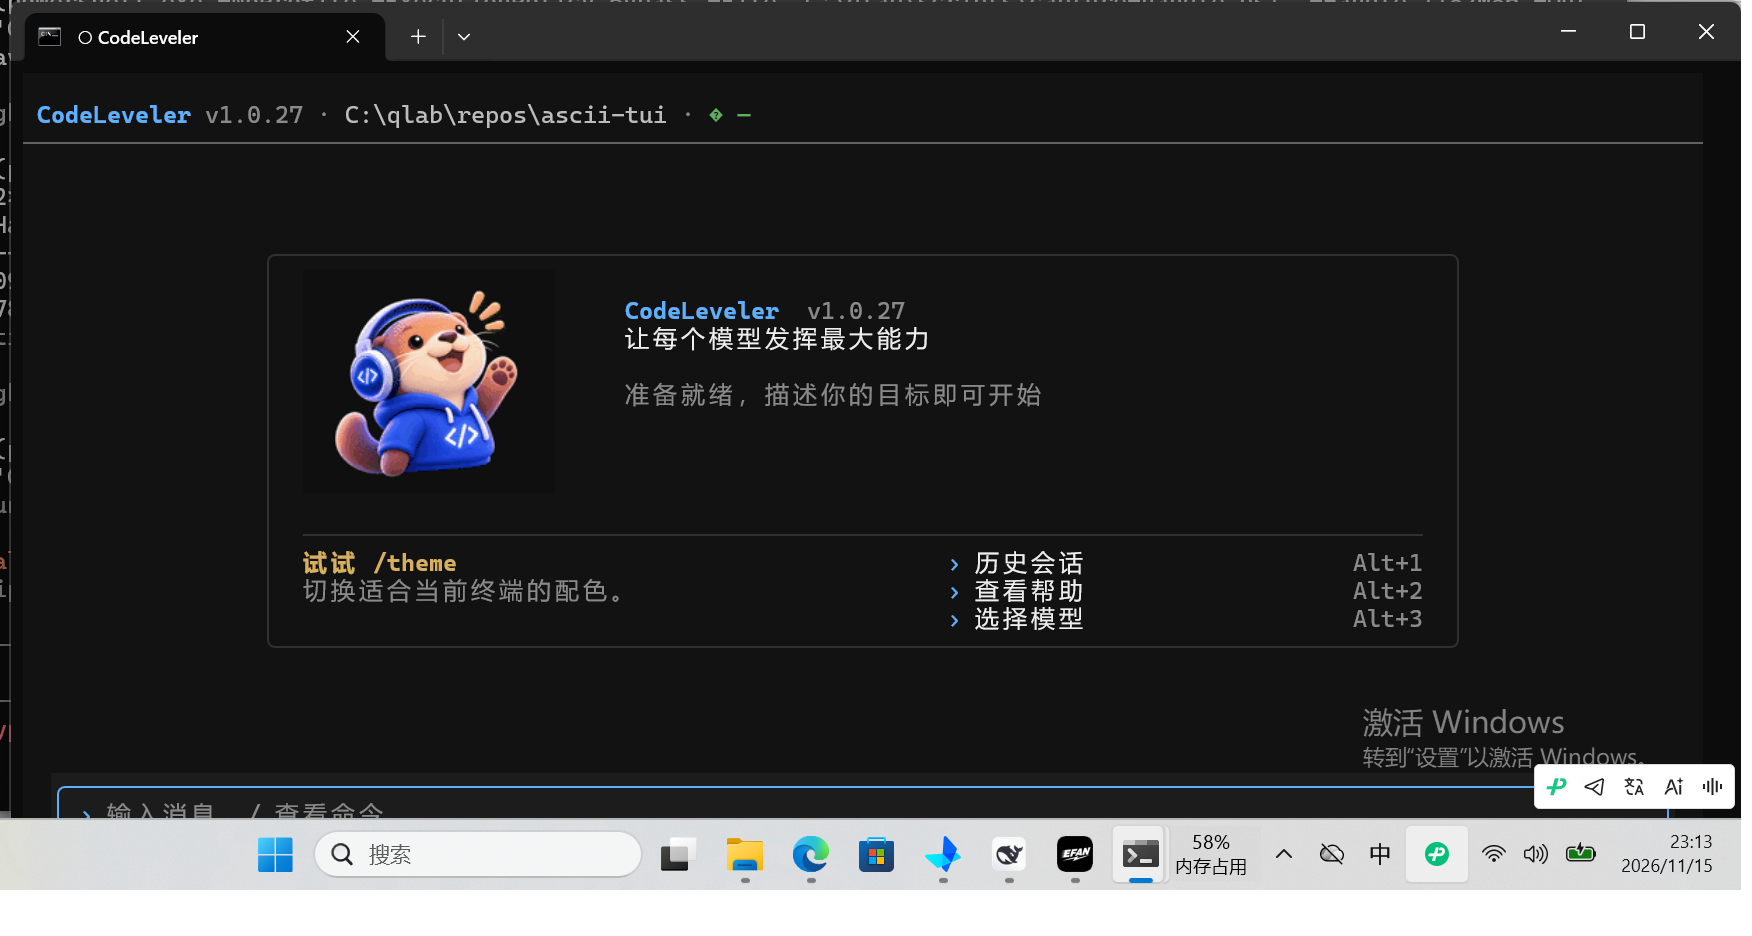 CodeLeveler
CodeLeveler v1.0.27 · C:\qlab\repos\ascii-tui · � —
CodeLeveler v1.0.27
让每个模型发挥最大能力
准备就绪，描述你的目标即可开始
</>
</>
试试 /theme
切换适合当前终端的配色。
› 历史会话 Alt+1
› 查看帮助 Alt+2
› 选择模型 Alt+3
激活 Windows
转到“设置”以激活 Windows。
› 输入消息 / 查看命令
搜索
EFAN
58%
内存占用
中
23:13
2026/11/15